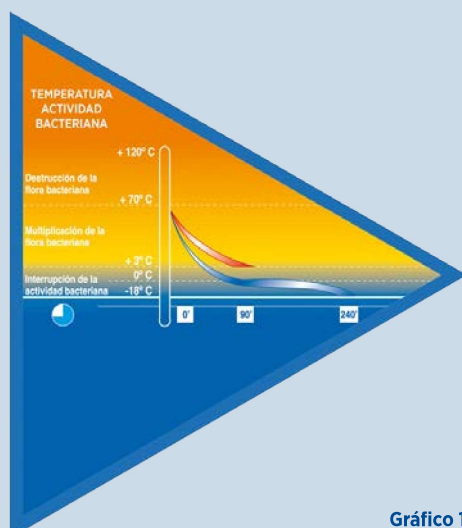 TEMPERATURA
ACTIVIDAD
BACTERIANA
+ 120° C
Destrucción de la
flora bacteriana
+ 70° C
Multiplicación de la
flora bacteriana
+ 3° C
0° C
Interrupción de la
actividad bacteriana
-18° C
0'
90'
240'
Gráfico 1